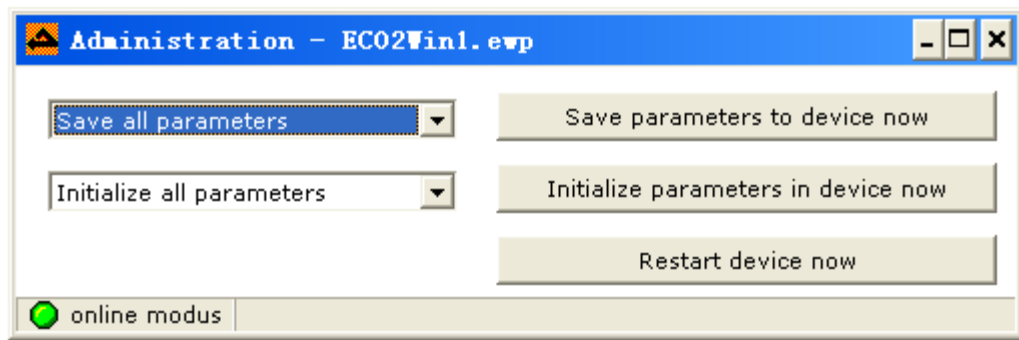 Administration - ECO2Win1.ewp
Save all parameters
Save parameters to device now
Initialize all parameters
Initialize parameters in device now
Restart device now
online modus